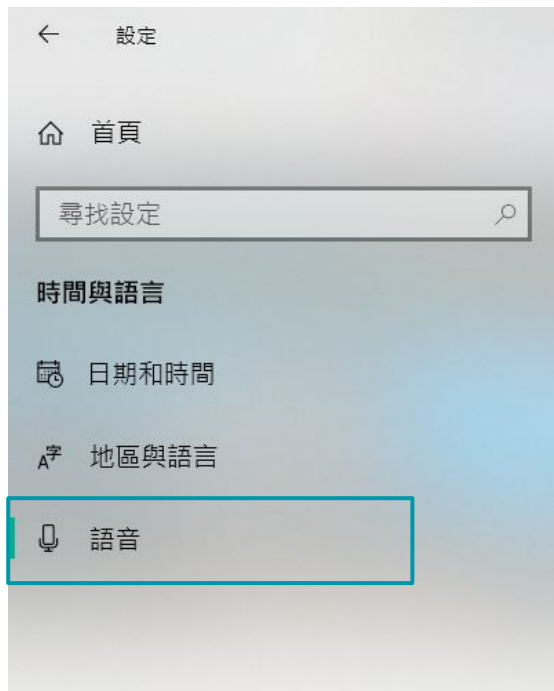 設定
首頁
尋找設定
時間與語言
日期和時間
地區與語言
語音